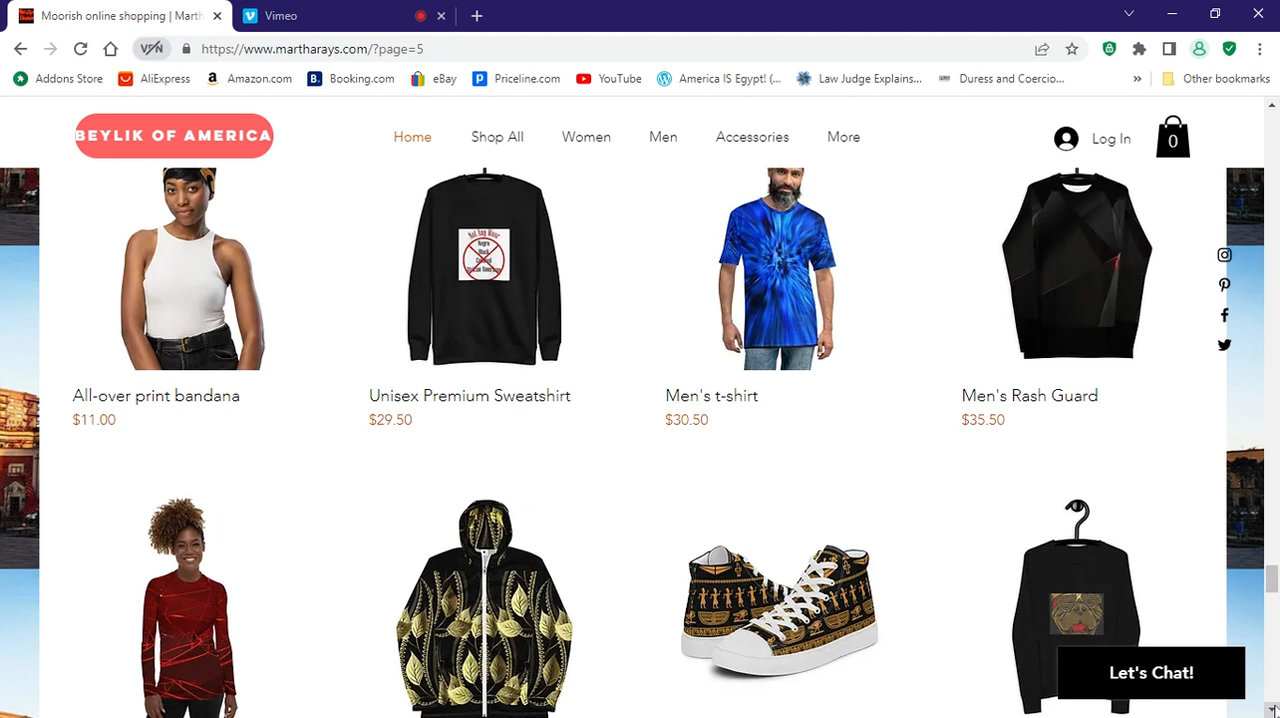 Moorish online shopping | Marth
Vimeo
VPN
https://www.martharays.com/?page=5
Addons Store
AliExpress
Amazon.com
Booking.com
eBay
Priceline.com
YouTube
America IS Egypt! (...
Law Judge Explains...
Duress and Coercio...
»
Other bookmarks
BEYLIK OF AMERICA
Home
Shop All
Women
Men
Accessories
More
Log In
0
Negro
Black
All-over print bandana
$11.00
Unisex Premium Sweatshirt
$29.50
Men's t-shirt
$30.50
Men's Rash Guard
$35.50
Let's Chat!